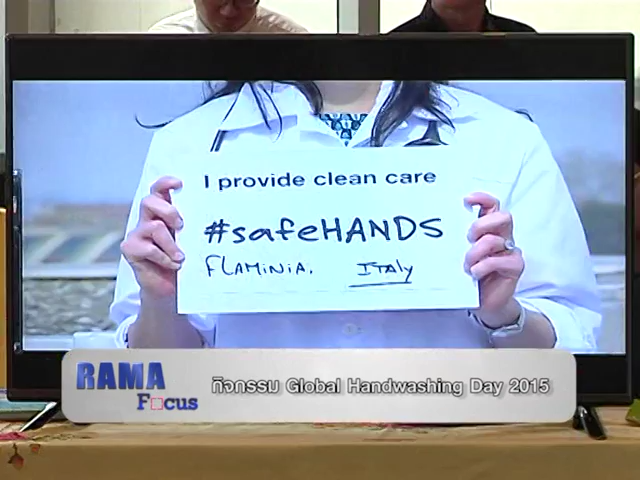 I provide clean care
#safeHANDS
FLAMINIA. ITALY
RAMA
Focus
กิจกรรม Global Handwashing Day 2015